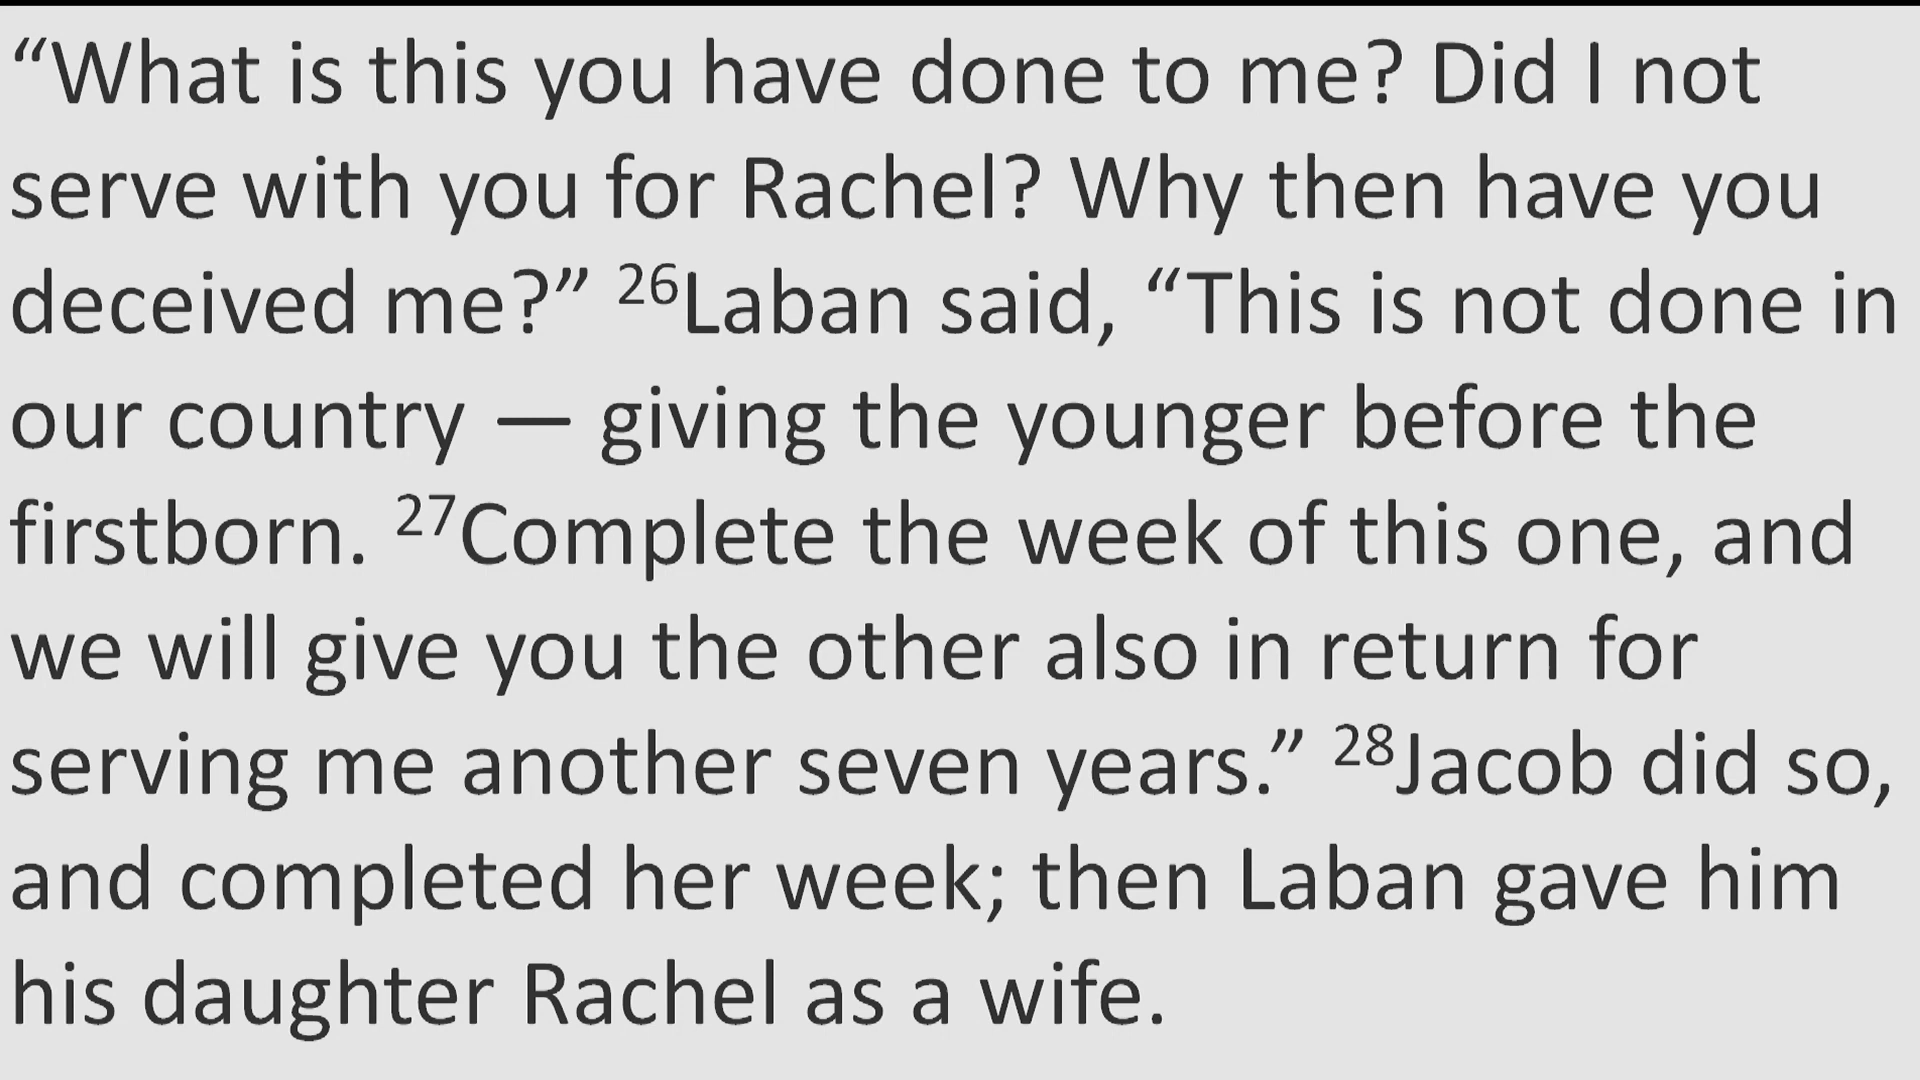 “What is this you have done to me? Did I not
serve with you for Rachel? Why then have you
deceived me?” ²⁶Laban said, “This is not done in
our country — giving the younger before the
firstborn. ²⁷Complete the week of this one, and
we will give you the other also in return for
serving me another seven years.” ²⁸Jacob did so,
and completed her week; then Laban gave him
his daughter Rachel as a wife.